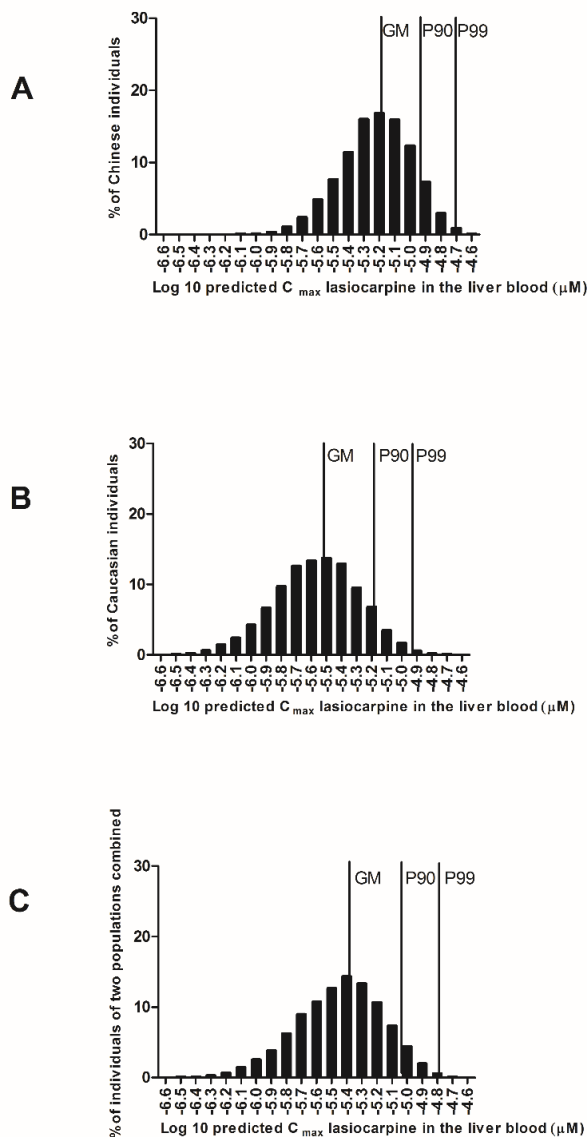 A
% of Chinese individuals
GM P90 P99
30
20
10
0
-6.6 -6.5 -6.4 -6.3 -6.2 -6.1 -6.0 -5.9 -5.8 -5.7 -5.6 -5.5 -5.4 -5.3 -5.2 -5.1 -5.0 -4.9 -4.8 -4.7 -4.6
Log 10 predicted C max lasiocarpine in the liver blood (μM)
B
% of Caucasian individuals
GM P90 P99
30
20
10
0
-6.6 -6.5 -6.4 -6.3 -6.2 -6.1 -6.0 -5.9 -5.8 -5.7 -5.6 -5.5 -5.4 -5.3 -5.2 -5.1 -5.0 -4.9 -4.8 -4.7 -4.6
Log 10 predicted C max lasiocarpine in the liver blood (μM)
C
% of individuals of two populations combined
GM P90 P99
30
20
10
0
-6.6 -6.5 -6.4 -6.3 -6.2 -6.1 -6.0 -5.9 -5.8 -5.7 -5.6 -5.5 -5.4 -5.3 -5.2 -5.1 -5.0 -4.9 -4.8 -4.7 -4.6
Log 10 predicted C max lasiocarpine in the liver blood (μM)